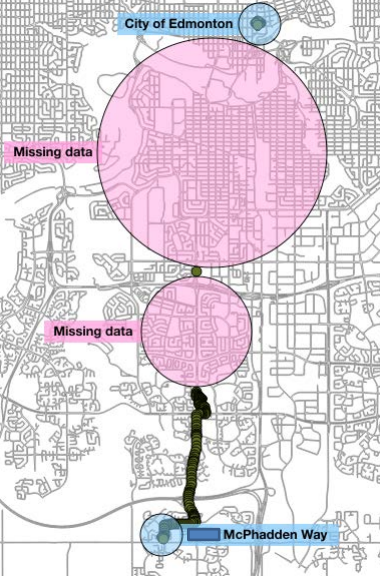 City of Edmonton
Missing data
Missing data
McPhadden Way